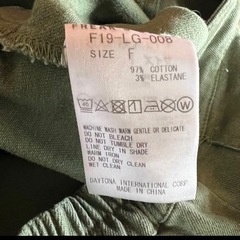 FREAK
F19-LG-008
SIZE F
97% COTTON
3% ELASTANE
MACHINE WASH WARM GENTLE OR DELICATE
DO NOT BLEACH
DO NOT TUMBLE DRY
LINE DRY IN SHADE
WARM IRON
DO NOT DRY CLEAN
WET CLEAN
DAYTONA INTERNATIONAL CORP.
MADE IN CHINA